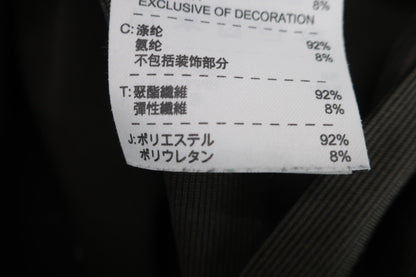 8%
EXCLUSIVE OF DECORATION
C: 涤纶
氨纶 92%
不包括装饰部分 8%
T: 聚酯纖維 92%
彈性纖維 8%
J:ポリエステル 92%
ポリウレタン 8%